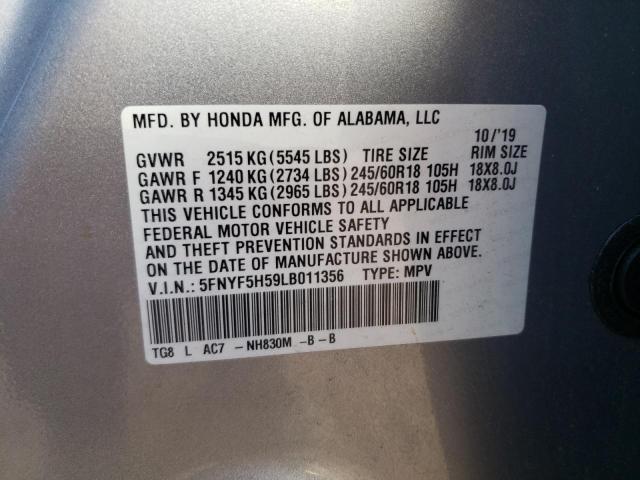 MFD. BY HONDA MFG. OF ALABAMA, LLC
10/'19
GVWR 2515 KG (5545 LBS) TIRE SIZE RIM SIZE
GAWR F 1240 KG (2734 LBS) 245/60R18 105H 18X8.0J
GAWR R 1345 KG (2965 LBS) 245/60R18 105H 18X8.0J
THIS VEHICLE CONFORMS TO ALL APPLICABLE
FEDERAL MOTOR VEHICLE SAFETY
AND THEFT PREVENTION STANDARDS IN EFFECT
ON THE DATE OF MANUFACTURE SHOWN ABOVE.
V.I.N.: 5FNYF5H59LB011356 TYPE: MPV
TG8 L AC7 -NH830M -B-B